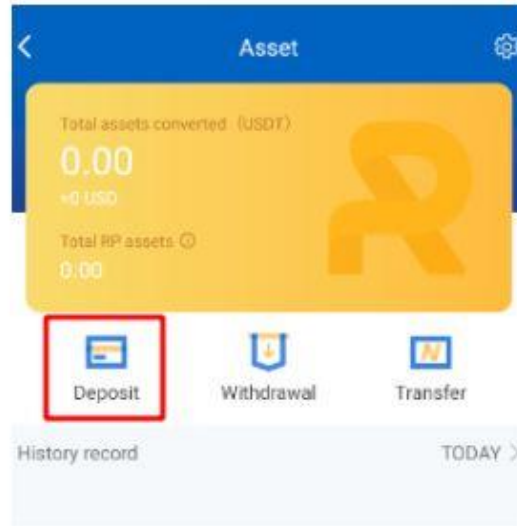 Asset
Total assets converted (USDT)
0.00
≈0 USD
Total RP assets
0.00
Deposit
Withdrawal
Transfer
History record
TODAY